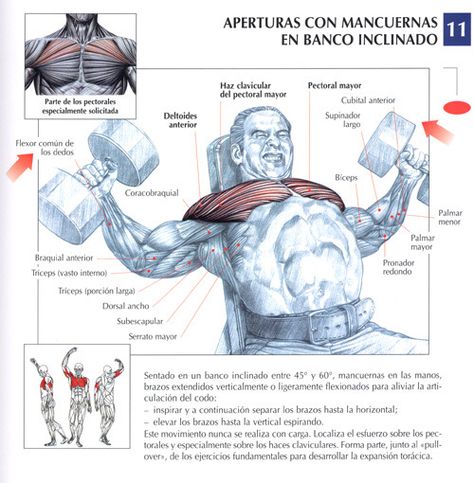 APERTURAS CON MANCUERNAS
EN BANCO INCLINADO
11
Parte de los pectorales
especialmente solicitada
Haz clavicular
del pectoral mayor
Pectoral mayor
Cubital anterior
Deltoides
anterior
Supinador
largo
Flexor común de
los dedos
Bíceps
Coracobraquial
Palmar
menor
Palmar
mayor
Braquial anterior
Pronador
redondo
Tríceps (vasto interno)
Tríceps (porción larga)
Dorsal ancho
Subescapular
Serrato mayor
Sentado en un banco inclinado entre 45° y 60°, mancuernas en las manos,
brazos extendidos verticalmente o ligeramente flexionados para aliviar la arti-
culación del codo:
– inspirar y a continuación separar los brazos hasta la horizontal;
– elevar los brazos hasta la vertical espirando.
Este movimiento nunca se realiza con carga. Localiza el esfuerzo sobre los pec-
torales y especialmente sobre los haces claviculares. Forma parte, junto al «pull-
over», de los ejercicios fundamentales para desarrollar la expansión torácica.